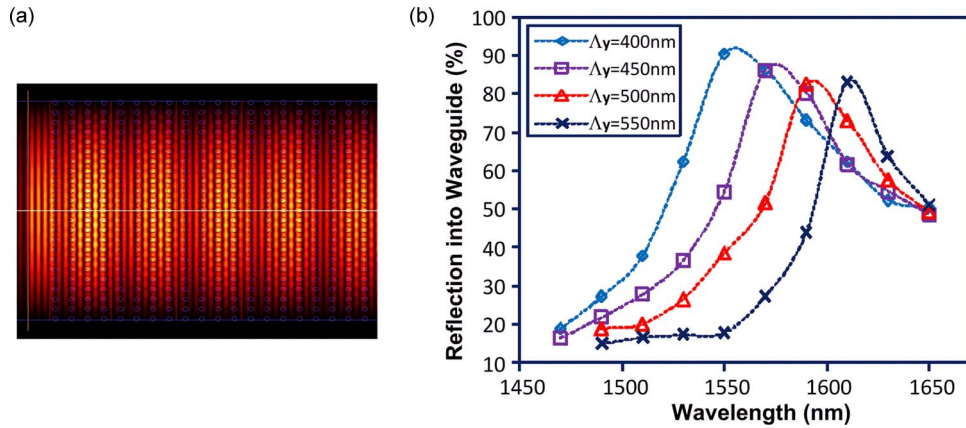 (a)
(b)
100
90
80
70
60
50
40
30
20
10
Reflection into Waveguide (%)
Λy=400nm
Λy=450nm
Λy=500nm
Λy=550nm
1450
1500
1550
1600
1650
Wavelength (nm)